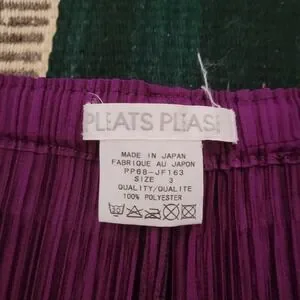 PLEATS PLEASE
MADE IN JAPAN
FABRIQUE AU JAPON
PP68-JF163
SIZE 3
QUALITY/QUALITE
100% POLYESTER